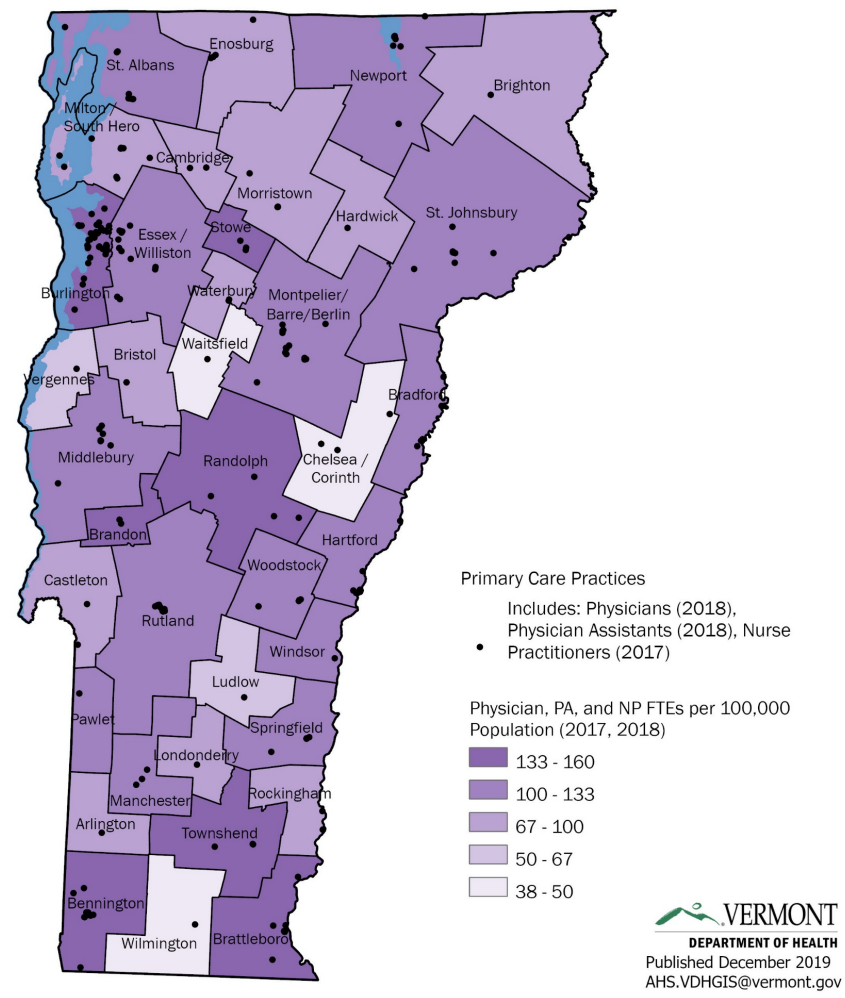 Enosburg
St. Albans
Newport
Brighton
Milton /
South Hero
Cambridge
Morristown
Hardwick
St. Johnsbury
Stowe
Essex /
Williston
Burlington
Waterbury
Montpelier/
Barre/Berlin
Waitsfield
Bristol
Vergennes
Bradford
Middlebury
Randolph
Chelsea /
Corinth
Brandon
Hartford
Woodstock
Castleton
Rutland
Windsor
Ludlow
Pawlet
Springfield
Londonderry
Manchester
Rockingham
Arlington
Townshend
Bennington
Wilmington
Brattleboro
Primary Care Practices
Includes: Physicians (2018),
Physician Assistants (2018), Nurse
Practitioners (2017)
Physician, PA, and NP FTEs per 100,000
Population (2017, 2018)
133 - 160
100 - 133
67 - 100
50 - 67
38 - 50
VERMONT
DEPARTMENT OF HEALTH
Published December 2019
AHS.VDHGIS@vermont.gov